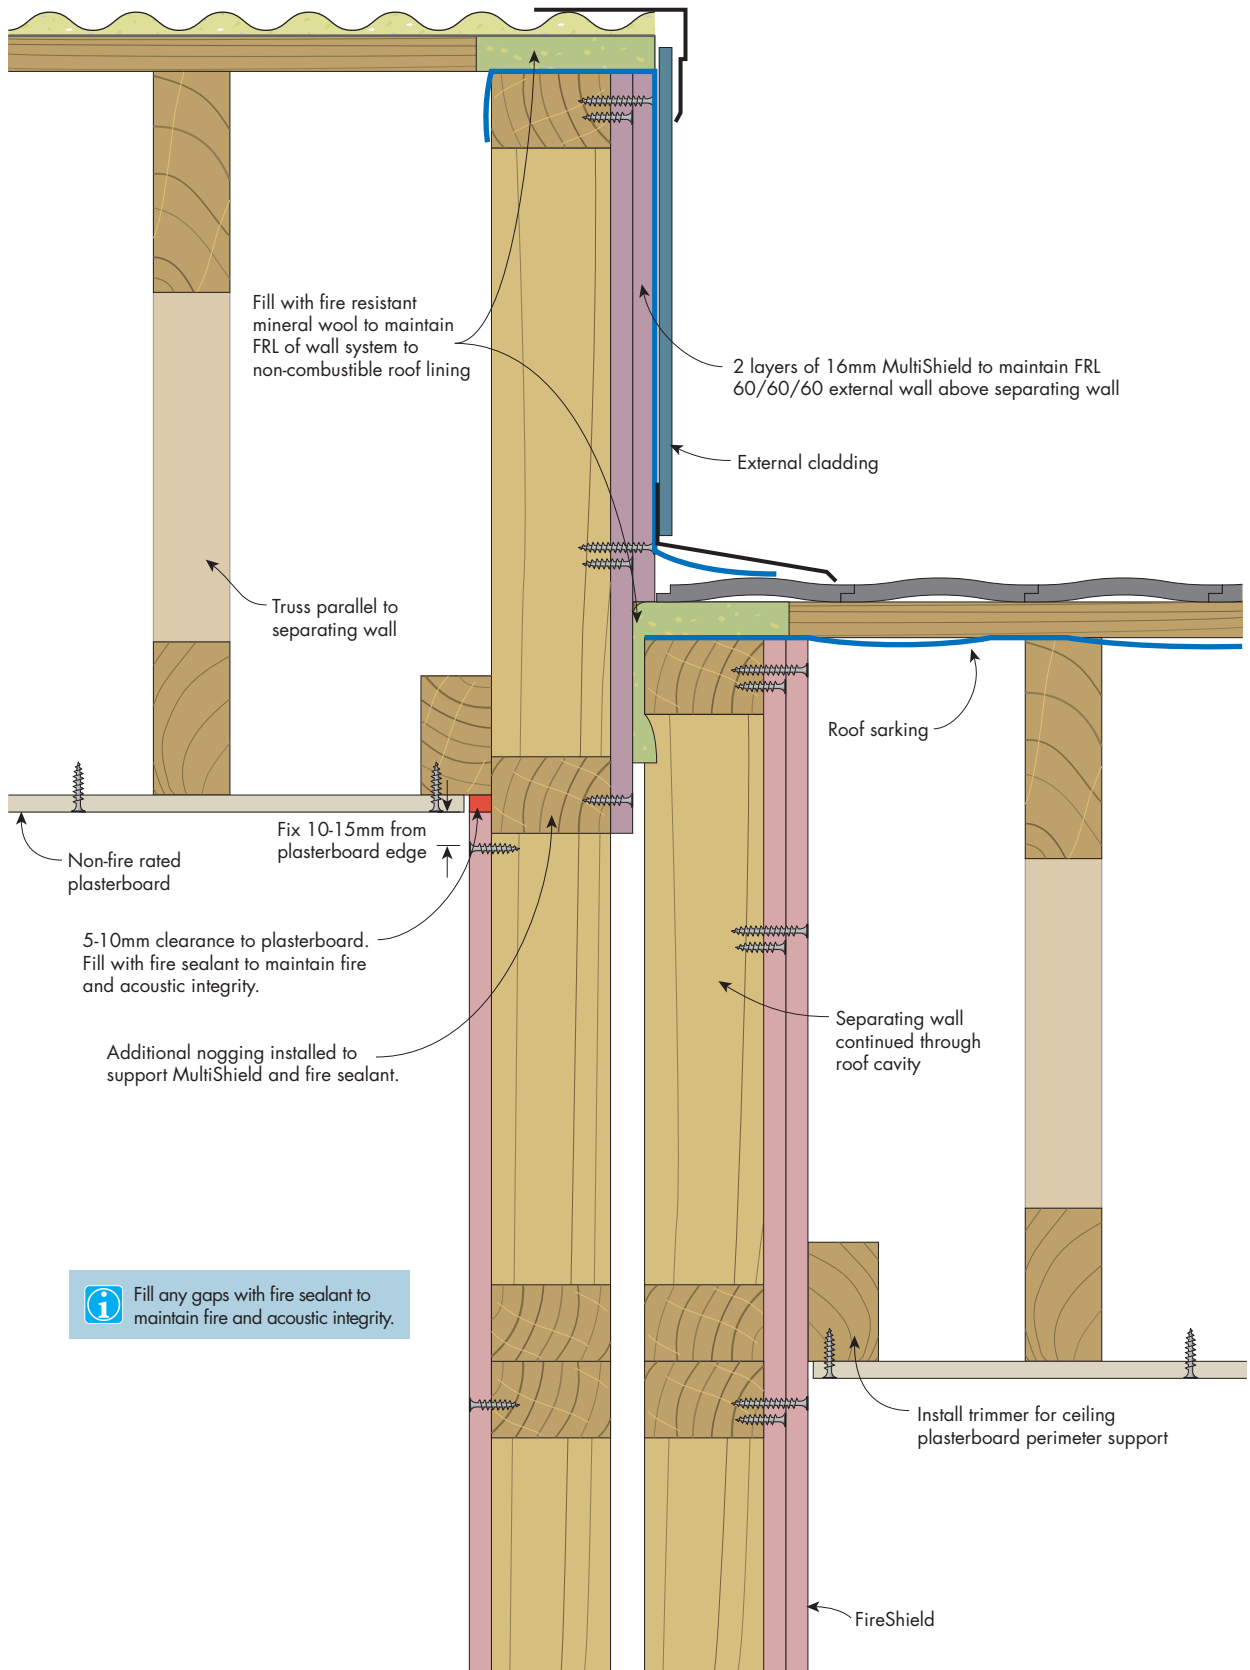 Fill with fire resistant
mineral wool to maintain
FRL of wall system to
non-combustible roof lining
2 layers of 16mm MultiShield to maintain FRL
60/60/60 external wall above separating wall
External cladding
Truss parallel to
separating wall
Roof sarking
Fix 10-15mm from
plasterboard edge
Non-fire rated
plasterboard
5-10mm clearance to plasterboard.
Fill with fire sealant to maintain fire
and acoustic integrity.
Separating wall
continued through
roof cavity
Additional nogging installed to
support MultiShield and fire sealant.
i
Fill any gaps with fire sealant to
maintain fire and acoustic integrity.
Install trimmer for ceiling
plasterboard perimeter support
FireShield